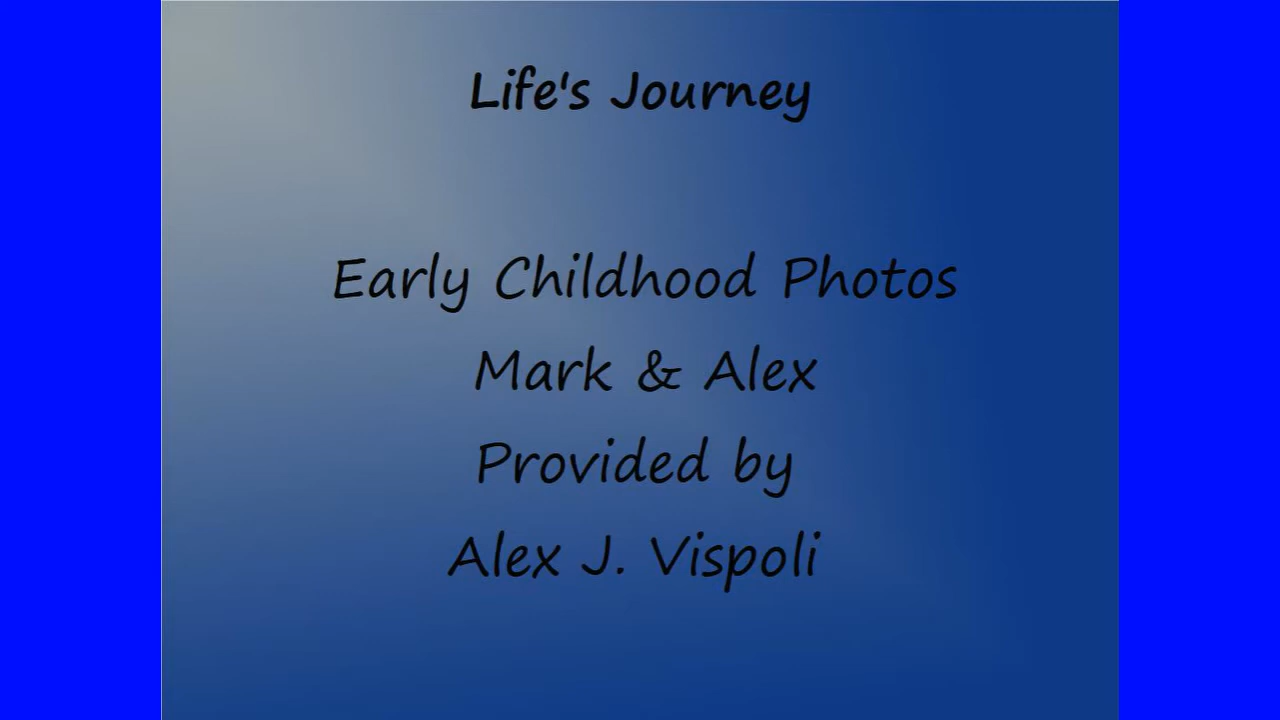 Life's Journey
Early Childhood Photos
Mark & Alex
Provided by
Alex J. Vispoli